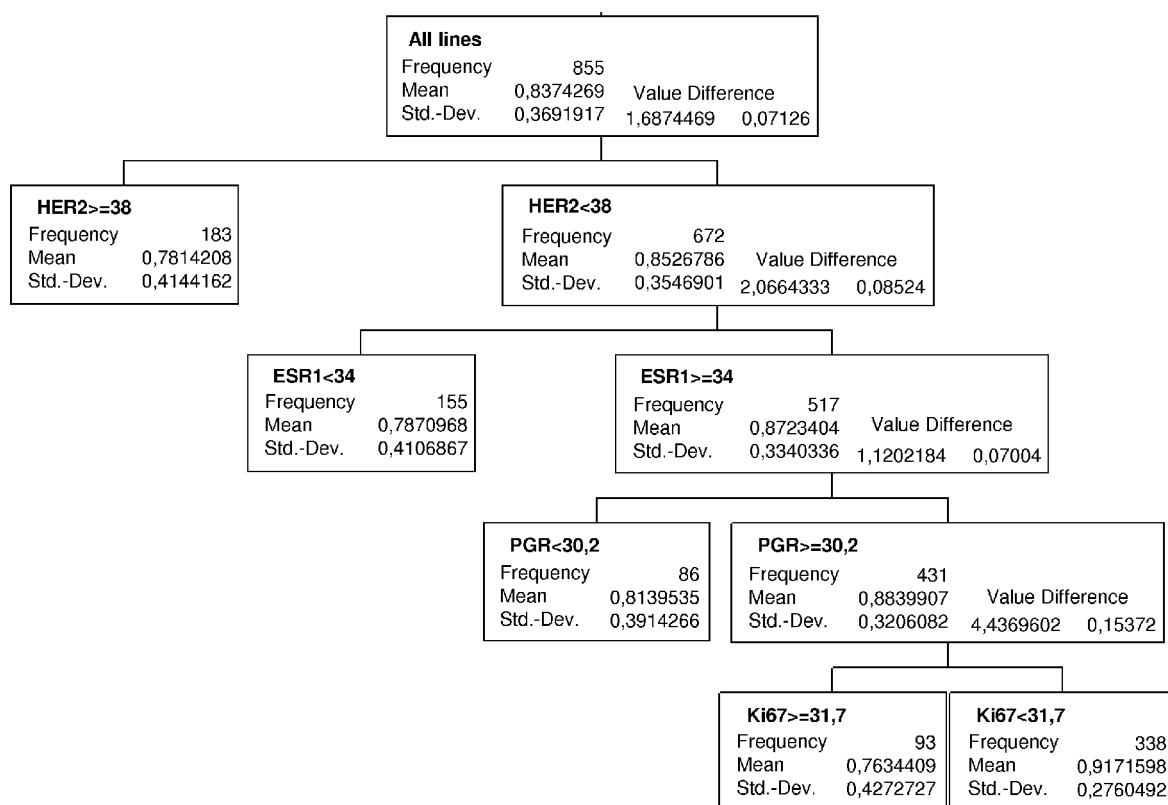 All lines
Frequency 855
Mean 0,8374269 Value Difference
Std.-Dev. 0,3691917 1,6874469 0,07126
HER2>=38
Frequency 183
Mean 0,7814208
Std.-Dev. 0,4144162
HER2<38
Frequency 672
Mean 0,8526786 Value Difference
Std.-Dev. 0,3546901 2,0664333 0,08524
ESR1<34
Frequency 155
Mean 0,7870968
Std.-Dev. 0,4106867
ESR1>=34
Frequency 517
Mean 0,8723404 Value Difference
Std.-Dev. 0,3340336 1,1202184 0,07004
PGR<30,2
Frequency 86
Mean 0,8139535
Std.-Dev. 0,3914266
PGR>=30,2
Frequency 431
Mean 0,8839907 Value Difference
Std.-Dev. 0,3206082 4,4369602 0,15372
Ki67>=31,7
Frequency 93
Mean 0,7634409
Std.-Dev. 0,4272727
Ki67<31,7
Frequency 338
Mean 0,9171598
Std.-Dev. 0,2760492